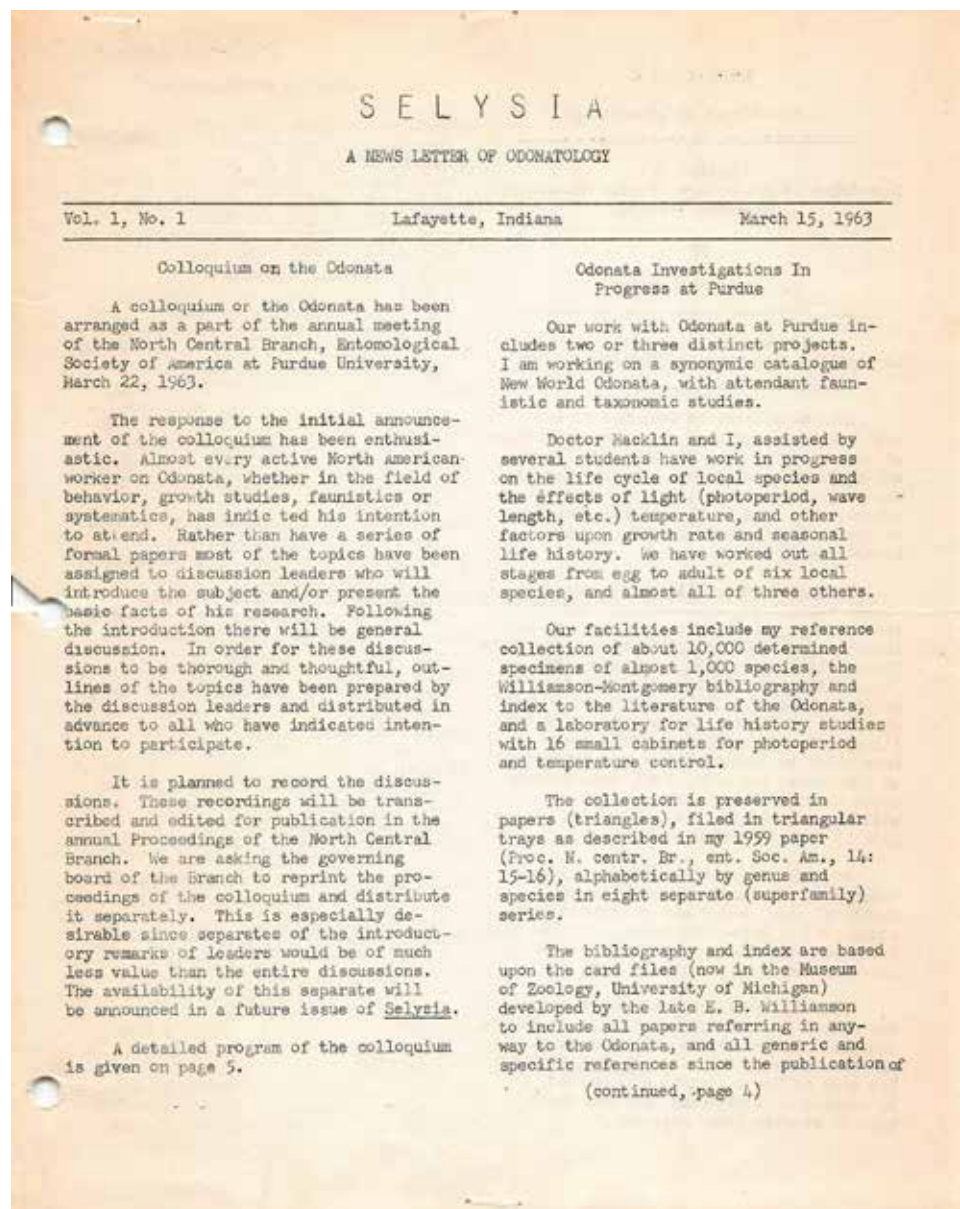 SELYSIA
A NEWS LETTER OF ODONATOLOGY
Vol. 1, No. 1 Lafayette, Indiana March 15, 1963
Colloquium on the Odonata
A colloquium or the Odonata has been
arranged as a part of the annual meeting
of the North Central Branch, Entomological
Society of America at Purdue University,
March 22, 1963.
The response to the initial announce-
ment of the colloquium has been enthusi-
astic. Almost every active North American
worker on Odonata, whether in the field of
behavior, growth studies, faunistics or
systematics, has indic ted his intention
to attend. Rather than have a series of
formal papers most of the topics have been
assigned to discussion leaders who will
introduce the subject and/or present the
basic facts of his research. Following
the introduction there will be general
discussion. In order for these discus-
sions to be thorough and thoughtful, out-
lines of the topics have been prepared by
the discussion leaders and distributed in
advance to all who have indicated inten-
tion to participate.
It is planned to record the discus-
sions. These recordings will be trans-
cribed and edited for publication in the
annual Proceedings of the North Central
Branch. We are asking the governing
board of the Branch to reprint the pro-
ceedings of the colloquium and distribute
it separately. This is especially de-
sirable since separates of the introduct-
ory remarks of leaders would be of much
less value than the entire discussions.
The availability of this separate will
be announced in a future issue of Selysia.
A detailed program of the colloquium
is given on page 5.
Odonata Investigations In
Progress at Purdue
Our work with Odonata at Purdue in-
cludes two or three distinct projects.
I am working on a synonymic catalogue of
New World Odonata, with attendant faun-
istic and taxonomic studies.
Doctor Macklin and I, assisted by
several students have work in progress
on the life cycle of local species and
the effects of light (photoperiod, wave
length, etc.) temperature, and other
factors upon growth rate and seasonal
life history. We have worked out all
stages from egg to adult of six local
species, and almost all of three others.
Our facilities include my reference
collection of about 10,000 determined
specimens of almost 1,000 species, the
Williamson-Montgomery bibliography and
index to the literature of the Odonata,
and a laboratory for life history studies
with 16 small cabinets for photoperiod
and temperature control.
The collection is preserved in
papers (triangles), filed in triangular
trays as described in my 1959 paper
(Proc. N. centr. Br., ent. Soc. Am., 14:
15-16), alphabetically by genus and
species in eight separate (superfamily)
series.
The bibliography and index are based
upon the card files (now in the Museum
of Zoology, University of Michigan)
developed by the late E. B. Williamson
to include all papers referring in any-
way to the Odonata, and all generic and
specific references since the publication of
(continued, page 4)